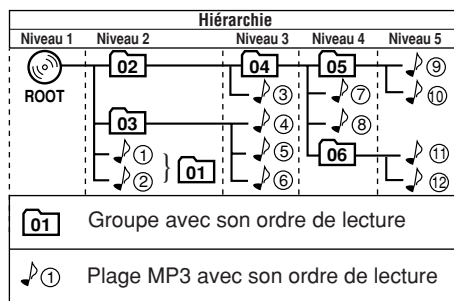 Hiérarchie
Niveau 1 Niveau 2 Niveau 3 Niveau 4 Niveau 5
02 04 05 ⑨
ROOT ③ ⑦ ⑩
03 ④ ⑧
① ⑤ 06 ⑪
② 01 ⑥ ⑫
01 Groupe avec son ordre de lecture
① Plage MP3 avec son ordre de lecture